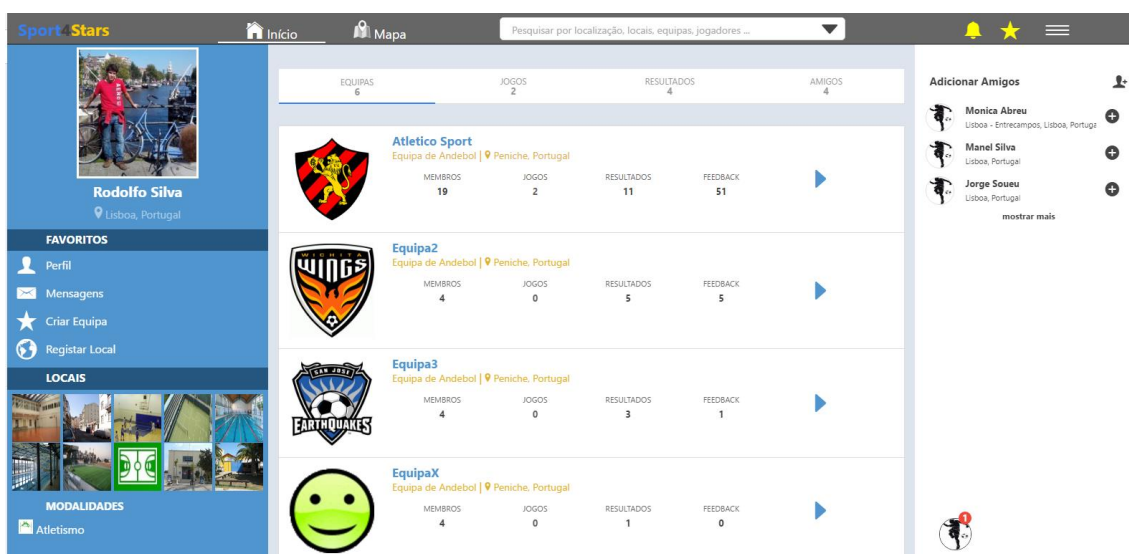 Sport4Stars
Início
Mapa
Pesquisar por localização, locais, equipas, jogadores ...
Rodolfo Silva
Lisboa, Portugal
FAVORITOS
Perfil
Mensagens
Criar Equipa
Registar Local
LOCAIS
MODALIDADES
Atletismo
EQUIPAS JOGOS RESULTADOS AMIGOS
6 2 4 4
Atletico Sport
Equipa de Andebol | Peniche, Portugal
MEMBROS JOGOS RESULTADOS FEEDBACK
19 2 11 51
WICHITA
WINGS
Equipa2
Equipa de Andebol | Peniche, Portugal
MEMBROS JOGOS RESULTADOS FEEDBACK
4 0 5 5
SAN JOSE
EARTHQUAKES
Equipa3
Equipa de Andebol | Peniche, Portugal
MEMBROS JOGOS RESULTADOS FEEDBACK
4 0 3 1
EquipaX
Equipa de Andebol | Peniche, Portugal
MEMBROS JOGOS RESULTADOS FEEDBACK
4 0 1 0
Adicionar Amigos
Monica Abreu
Lisboa - Entrecampos, Lisboa, Portuga
Manel Silva
Lisboa, Portugal
Jorge Soueu
Lisboa, Portugal
mostrar mais
1